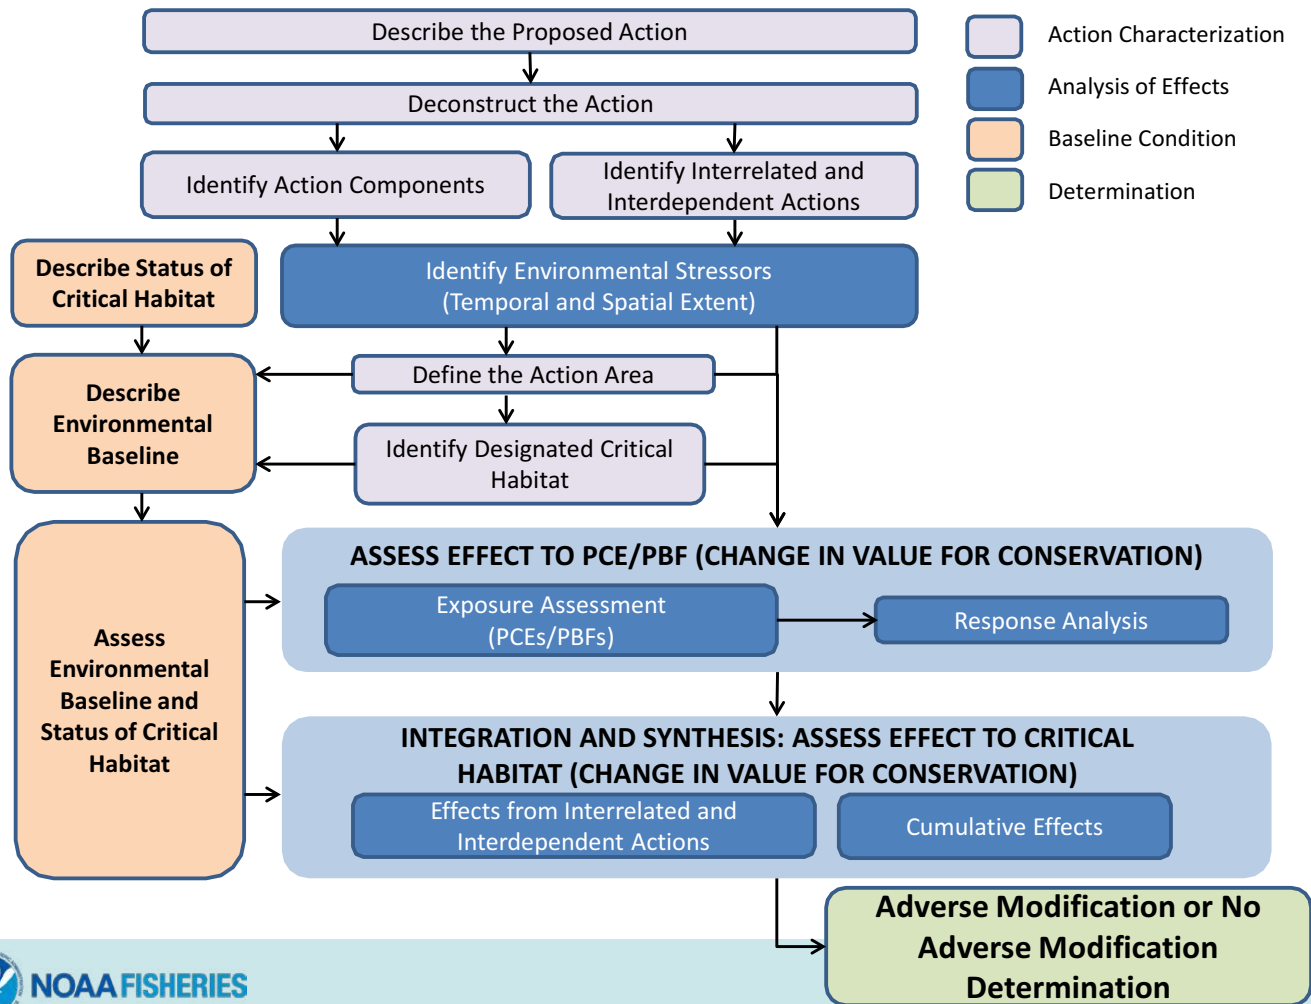 Describe the Proposed Action
Deconstruct the Action
Identify Action Components
Identify Interrelated and
Interdependent Actions
Action Characterization
Analysis of Effects
Baseline Condition
Determination
Describe Status of
Critical Habitat
Identify Environmental Stressors
(Temporal and Spatial Extent)
Describe
Environmental
Baseline
Define the Action Area
Identify Designated Critical
Habitat
Assess
Environmental
Baseline and
Status of Critical
Habitat
ASSESS EFFECT TO PCE/PBF (CHANGE IN VALUE FOR CONSERVATION)
Exposure Assessment
(PCEs/PBFs)
Response Analysis
INTEGRATION AND SYNTHESIS: ASSESS EFFECT TO CRITICAL
HABITAT (CHANGE IN VALUE FOR CONSERVATION)
Effects from Interrelated and
Interdependent Actions
Cumulative Effects
Adverse Modification or No
Adverse Modification
Determination
NOAA FISHERIES